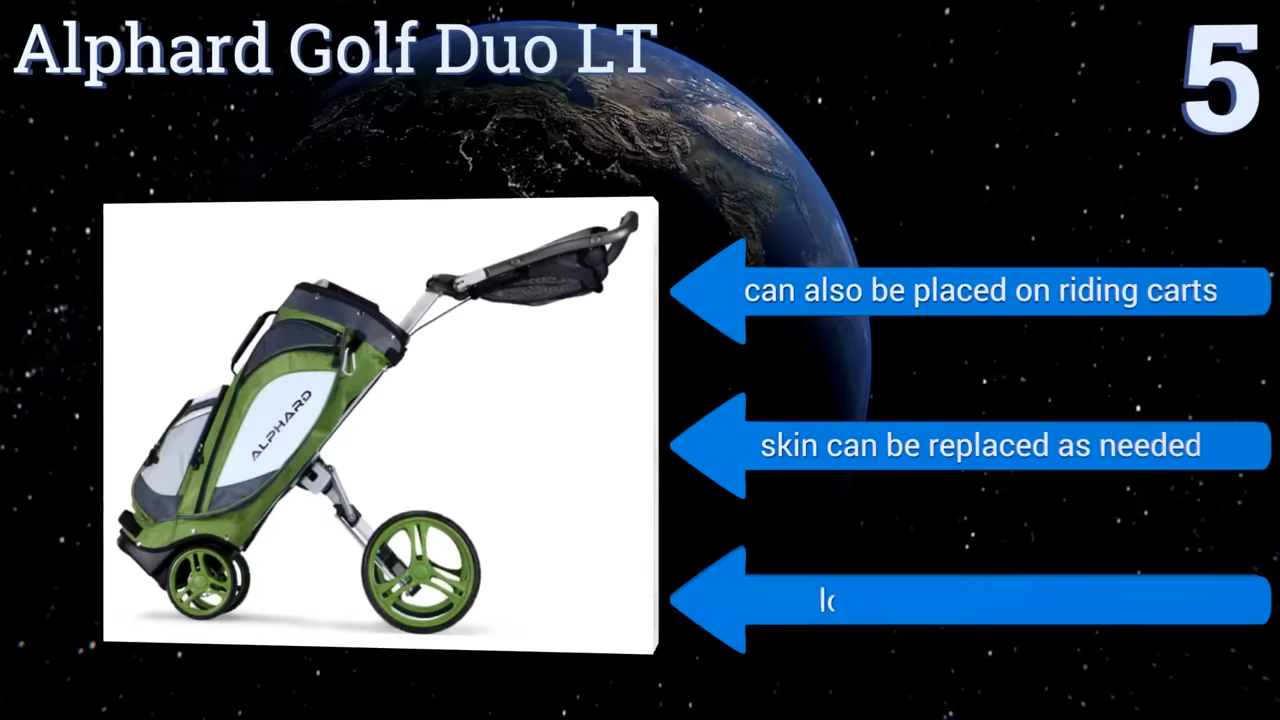 Alphard Golf Duo LT
5
can also be placed on riding carts
ALPHARD
skin can be replaced as needed